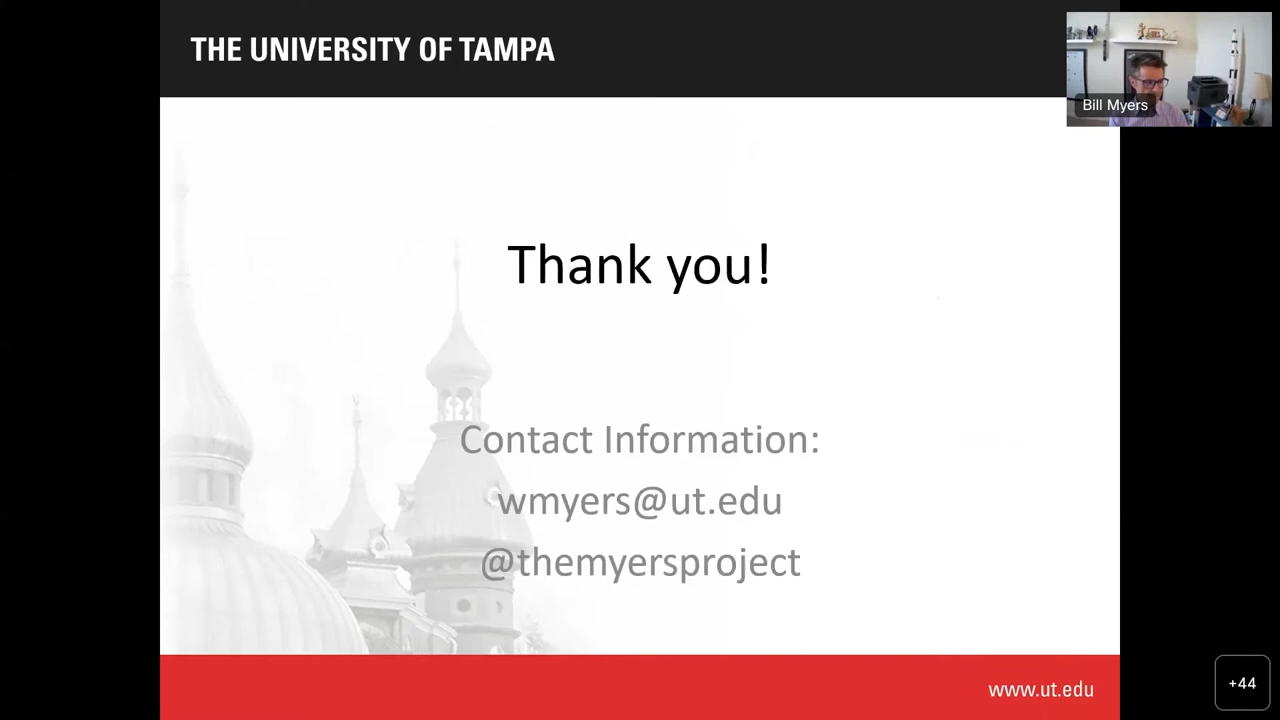 THE UNIVERSITY OF TAMPA
Bill Myers
Thank you!
Contact Information:
wmyers@ut.edu
@themyersproject
www.ut.edu
+44